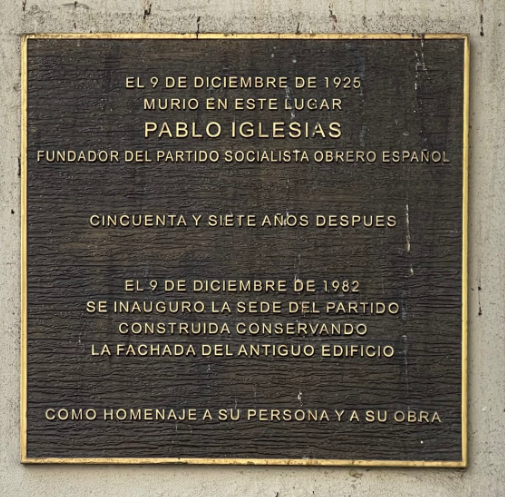 EL 9 DE DICIEMBRE DE 1925
MURIO EN ESTE LUGAR
PABLO IGLESIAS
FUNDADOR DEL PARTIDO SOCIALISTA OBRERO ESPAÑOL
CINCUENTA Y SIETE AÑOS DESPUES
EL 9 DE DICIEMBRE DE 1982
SE INAUGURO LA SEDE DEL PARTIDO
CONSTRUIDA CONSERVANDO
LA FACHADA DEL ANTIGUO EDIFICIO
COMO HOMENAJE A SU PERSONA Y A SU OBRA